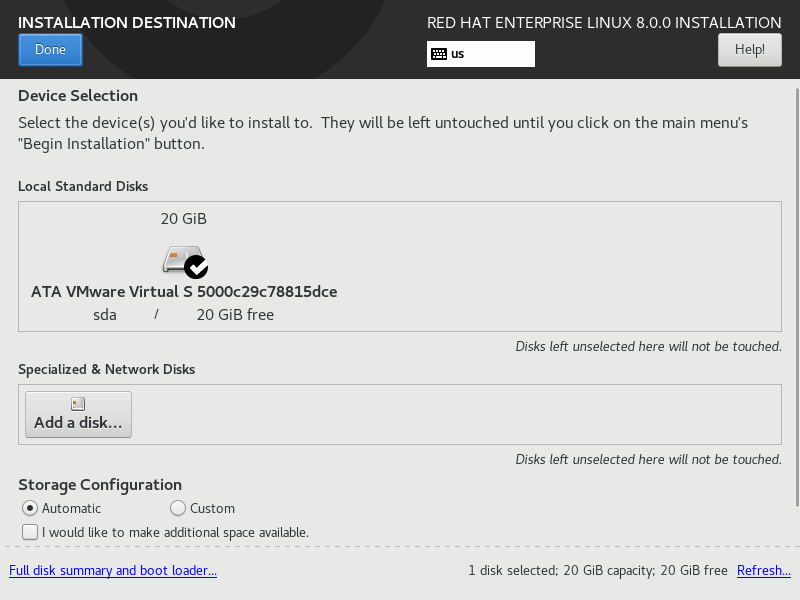 INSTALLATION DESTINATION
RED HAT ENTERPRISE LINUX 8.0.0 INSTALLATION
Done
us
Help!
Device Selection
Select the device(s) you'd like to install to.  They will be left untouched until you click on the main menu's
"Begin Installation" button.
Local Standard Disks
20 GiB
ATA VMware Virtual S 5000c29c78815dce
sda / 20 GiB free
Disks left unselected here will not be touched.
Specialized & Network Disks
Add a disk...
Disks left unselected here will not be touched.
Storage Configuration
Automatic Custom
I would like to make additional space available.
Full disk summary and boot loader... 1 disk selected; 20 GiB capacity; 20 GiB free Refresh...